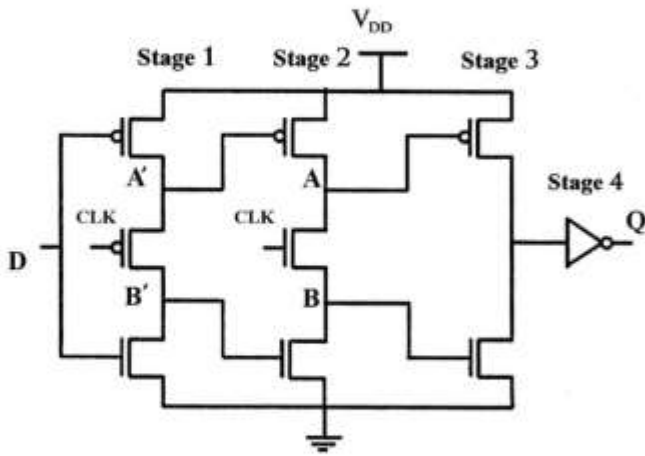 V_DD
Stage 1
Stage 2
Stage 3
A′
A
Stage 4
CLK
CLK
Q
D
B′
B